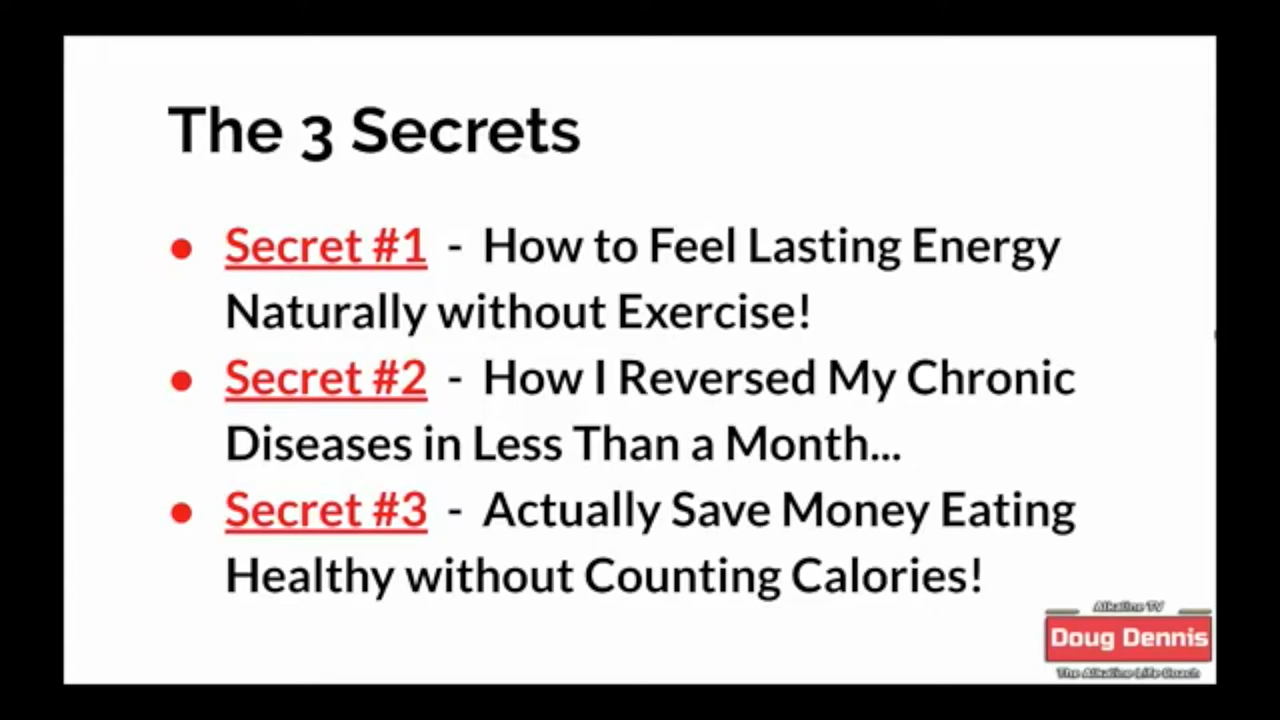 The 3 Secrets
● Secret #1 - How to Feel Lasting Energy
Naturally without Exercise!
● Secret #2 - How I Reversed My Chronic
Diseases in Less Than a Month...
● Secret #3 - Actually Save Money Eating
Healthy without Counting Calories!
Alkaline TV
Doug Dennis
The Alkaline Life Coach